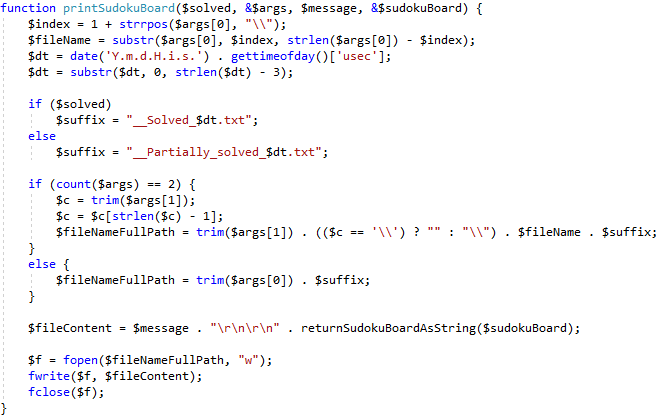 function printSudokuBoard($solved, &$args, $message, &$sudokuBoard) {
    $index = 1 + strrpos($args[0], "\\");
    $fileName = substr($args[0], $index, strlen($args[0]) - $index);
    $dt = date('Y.m.d.H.i.s.') . gettimeofday()['usec'];
    $dt = substr($dt, 0, strlen($dt) - 3);

    if ($solved)
        $suffix = "__Solved_$dt.txt";
    else
        $suffix = "__Partially_solved_$dt.txt";

    if (count($args) == 2) {
        $c = trim($args[1]);
        $c = $c[strlen($c) - 1];
        $fileNameFullPath = trim($args[1]) . (($c == '\\') ? "" : "\\") . $fileName . $suffix;
    }
    else {
        $fileNameFullPath = trim($args[0]) . $suffix;
    }

    $fileContent = $message . "\r\n\r\n" . returnSudokuBoardAsString($sudokuBoard);

    $f = fopen($fileNameFullPath, "w");
    fwrite($f, $fileContent);
    fclose($f);
}